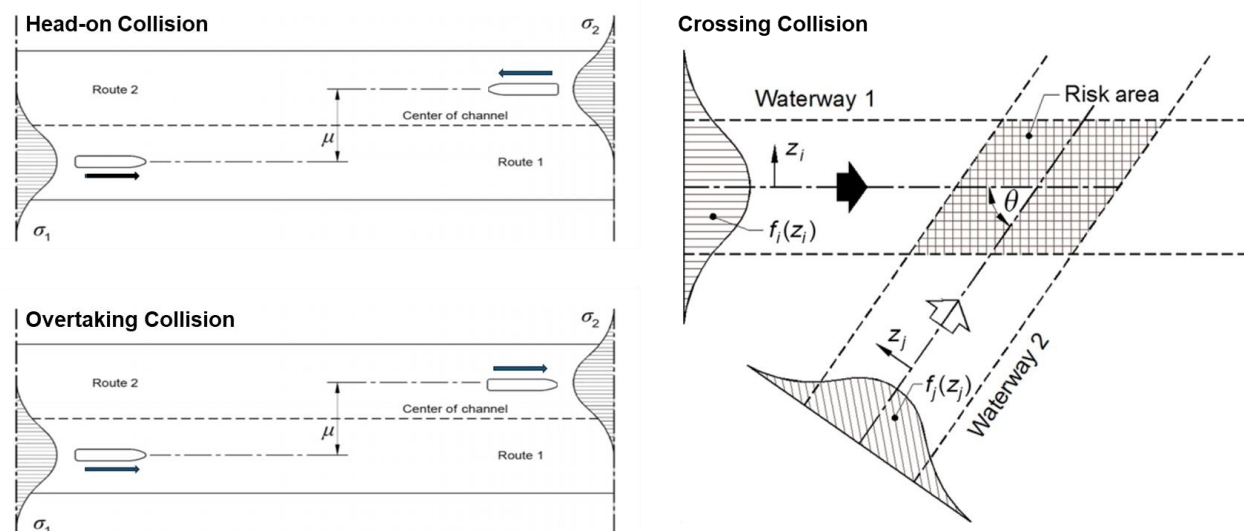 Head-on Collision
σ₂
Route 2
Center of channel
μ
Route 1
σ₁
Overtaking Collision
σ₂
Route 2
Center of channel
μ
Route 1
σ₁
Crossing Collision
Waterway 1
Risk area
zᵢ
θ
fᵢ(zᵢ)
zⱼ
fⱼ(zⱼ)
Waterway 2